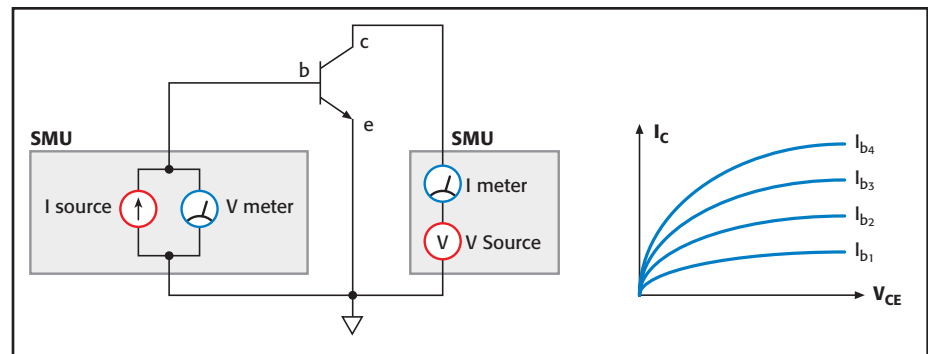 c
b
e
SMU
I source
V meter
SMU
I meter
V
V Source
I_C
I_b4
I_b3
I_b2
I_b1
V_CE